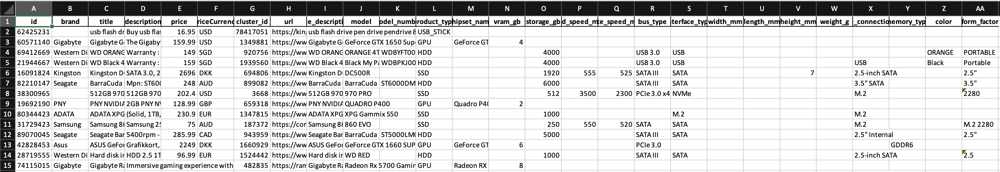 A B C D E F G H I J K L M N O P Q R S T U V W X Y Z AA
1 id brand title description price riceCurrenc cluster_id url e_descripti model odel_numb roduct_typ hipset_nam vram_gb storage_gb d_speed_m te_speed_m bus_type terface_typ width_mm length_mm height_mm weight_g _connectio emory_typ color form_factor
2 62425231 usb flash dr Buy usb flas 16.95 USD 78417051 https://king usb flash drive pen drive pendrive 8 USB_STICK
3 60571140 Gigabyte Gigabyte G The Gigaby 159.99 USD 1349881 https://ww Gigabyte G GeForce GTX 1650 Sup GPU GeForce GT 4
4 69412669 Western Di WD ORANG Warranty : 149 SGD 920756 https://ww WD ORANG ORANGE 4T WDBYFT00 HDD 4000 USB 3.0 USB ORANGE PORTABLE
5 21944667 Western Di WD Black 4 Warranty : 159 SGD 1939560 https://ww WD Black 4 Black My Pa WDBPKJ00 HDD 4000 USB 3.0 USB USB Black Portable
6 16091824 Kingston Kingston D SATA 3.0, 2 2696 DKK 694806 https://ww Kingston D DC500R SSD 1920 555 525 SATA III SATA 7 2.5-inch SATA 2.5"
7 82210147 Seagate BarraCuda Mpn: ST600 248 AUD 899082 https://ww BarraCuda BarraCuda ST6000DM HDD 6000 SATA III SATA 3.5" SATA 3.5"
8 38300965 512GB 970 512GB 970 202.4 USD 3668 https://ww 512GB 970 970 PRO SSD 512 3500 2300 PCIe 3.0 x4 NVMe M.2 2280
9 19692190 PNY PNY NVIDIA 2GB PNY NV 128.99 GBP 659318 https://ww PNY NVIDIA QUADRO P400 GPU Quadro P40 2
10 80344423 ADATA ADATA XPG (Solid, 1TB, 230.9 EUR 1347815 https://ww ADATA XPG XPG Gammix S50 SSD 1000 M.2 M.2
11 31729423 Samsung Samsung 86 Samsung 25 75 AUD 187372 https://cor Samsung 86 860 EVO SSD 250 550 520 SATA SATA M.2 M.2 2280
12 89070045 Seagate Seagate Bar 5400rpm - 285.99 CAD 943959 https://ww Seagate Bar BarraCuda ST5000LM0 HDD 5000 SATA III SATA 2.5" Internal 2.5"
13 42828453 Asus ASUS GeFor Grafikkort, 2249 DKK 1660929 https://ww ASUS GeFor GeForce GTX 1660 SUP GPU GeForce GT 6 PCIe 3.0 GDDR6
14 28719555 Western Di Hard disk in HDD 2.5 1T 96.99 EUR 1524442 https://ww Hard disk in WD RED HDD 1000 SATA III SATA 2.5-inch SATA 2.5
15 74115015 Gigabyte Gigabyte Ra Immersive gaming experience with 482835 https://ram Gigabyte Ra Radeon Rx 5700 Gamin GPU Radeon RX 8